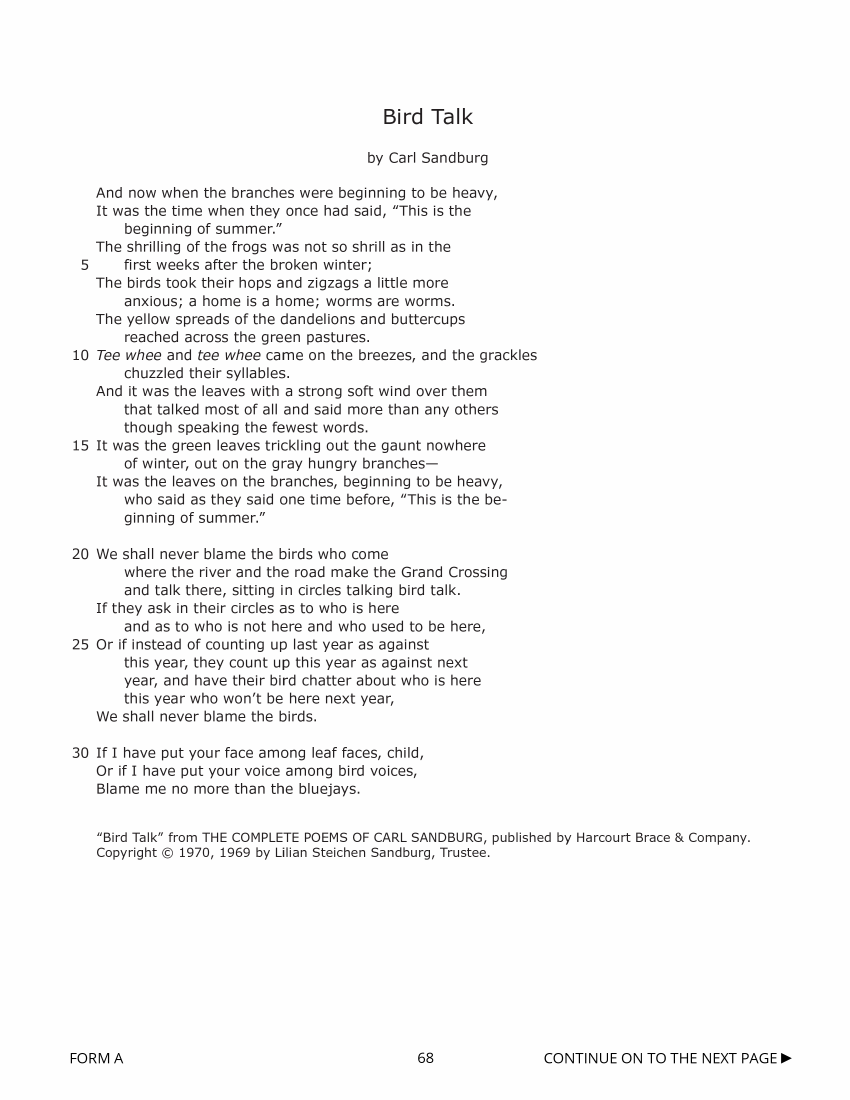 Bird Talk
by Carl Sandburg
And now when the branches were beginning to be heavy,
It was the time when they once had said, “This is the
beginning of summer.”
The shrilling of the frogs was not so shrill as in the
5 first weeks after the broken winter;
The birds took their hops and zigzags a little more
anxious; a home is a home; worms are worms.
The yellow spreads of the dandelions and buttercups
reached across the green pastures.
10 Tee whee and tee whee came on the breezes, and the grackles
chuzzled their syllables.
And it was the leaves with a strong soft wind over them
that talked most of all and said more than any others
though speaking the fewest words.
15 It was the green leaves trickling out the gaunt nowhere
of winter, out on the gray hungry branches—
It was the leaves on the branches, beginning to be heavy,
who said as they said one time before, “This is the be-
ginning of summer.”
20 We shall never blame the birds who come
where the river and the road make the Grand Crossing
and talk there, sitting in circles talking bird talk.
If they ask in their circles as to who is here
and as to who is not here and who used to be here,
25 Or if instead of counting up last year as against
this year, they count up this year as against next
year, and have their bird chatter about who is here
this year who won’t be here next year,
We shall never blame the birds.
30 If I have put your face among leaf faces, child,
Or if I have put your voice among bird voices,
Blame me no more than the bluejays.
“Bird Talk” from THE COMPLETE POEMS OF CARL SANDBURG, published by Harcourt Brace & Company.
Copyright © 1970, 1969 by Lilian Steichen Sandburg, Trustee.
FORM A 68 CONTINUE ON TO THE NEXT PAGE ►